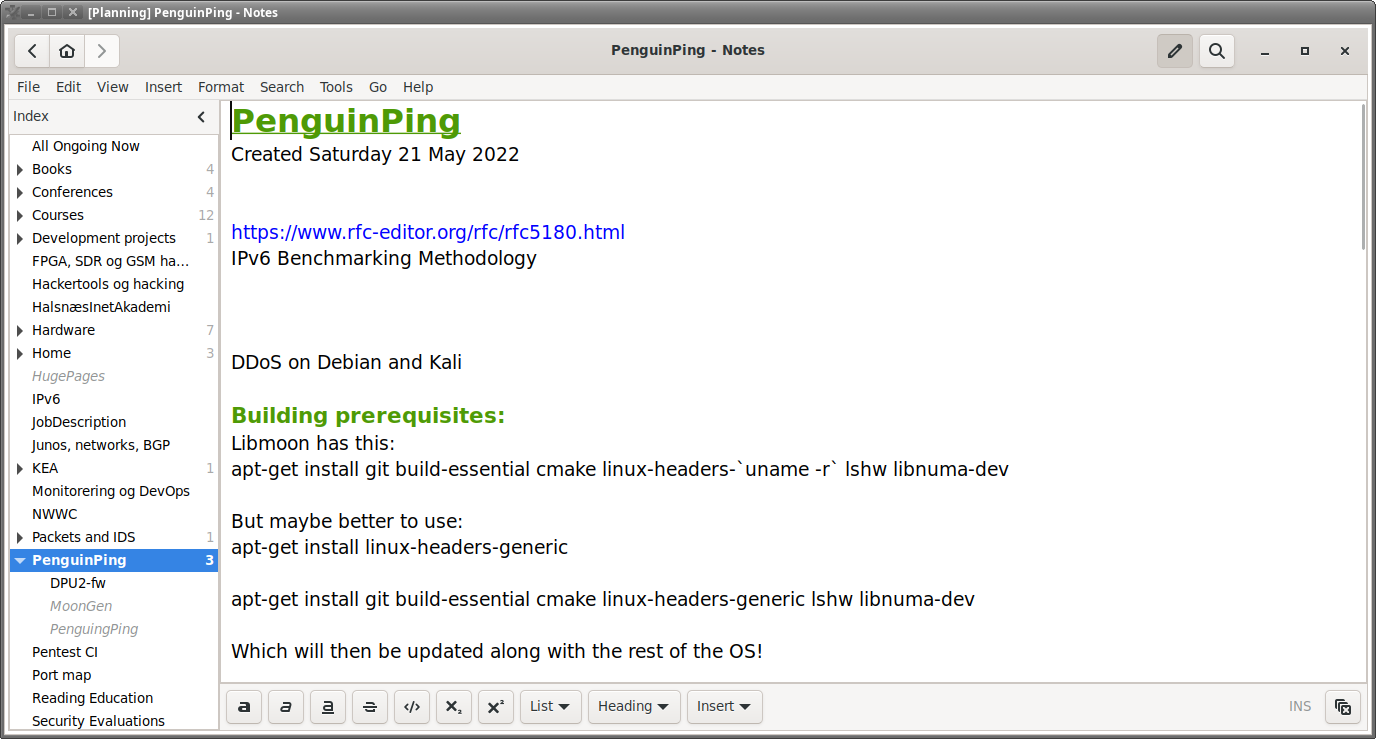 [Planning] PenguinPing - Notes
PenguinPing - Notes
File Edit View Insert Format Search Tools Go Help
Index
All Ongoing Now
Books 4
Conferences 4
Courses 12
Development projects 1
FPGA, SDR og GSM ha...
Hackertools og hacking
HalsnæsInetAkademi
Hardware 7
Home 3
HugePages
IPv6
JobDescription
Junos, networks, BGP
KEA 1
Monitorering og DevOps
NWWC
Packets and IDS 1
PenguinPing 3
DPU2-fw
MoonGen
PenguingPing
Pentest CI
Port map
Reading Education
Security Evaluations
PenguinPing
Created Saturday 21 May 2022
https://www.rfc-editor.org/rfc/rfc5180.html
IPv6 Benchmarking Methodology
DDoS on Debian and Kali
Building prerequisites:
Libmoon has this:
apt-get install git build-essential cmake linux-headers-`uname -r` lshw libnuma-dev
But maybe better to use:
apt-get install linux-headers-generic
apt-get install git build-essential cmake linux-headers-generic lshw libnuma-dev
Which will then be updated along with the rest of the OS!
a a a a </> X₂ X² List Heading Insert INS